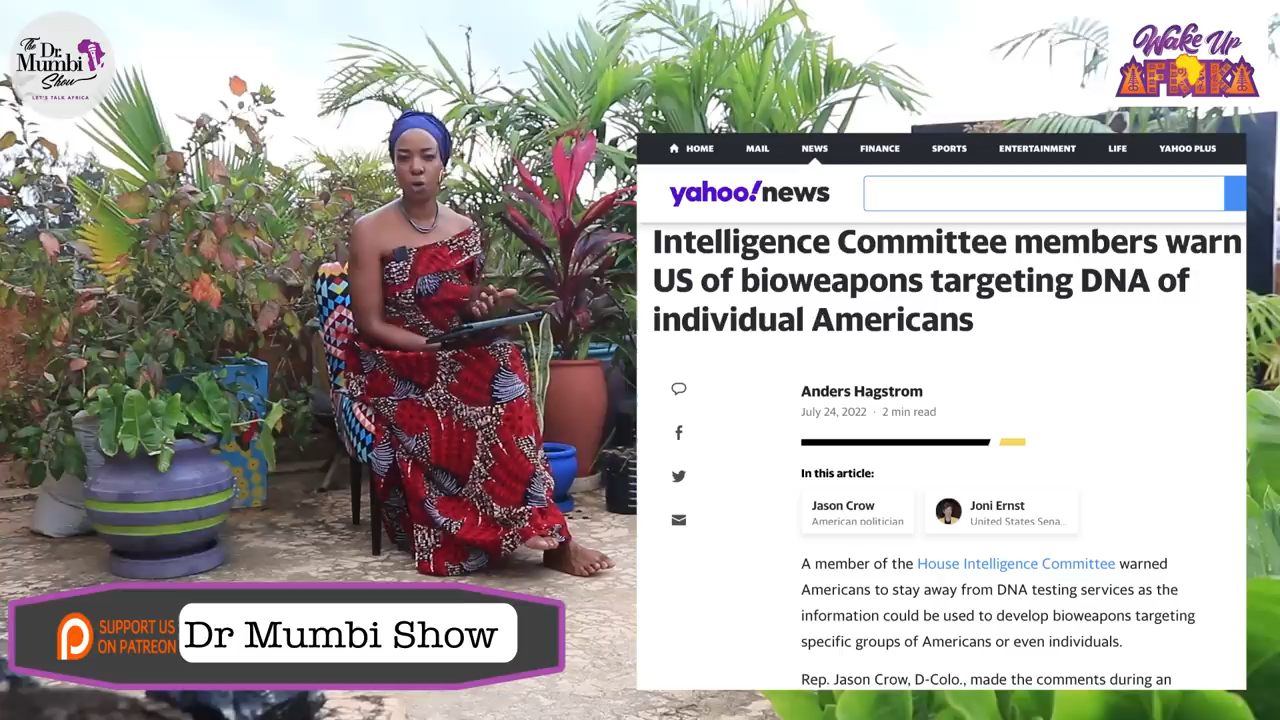 The
Dr.
Mumbi
Show
LET'S TALK AFRICA
Wake Up
AFRIKA
HOME MAIL NEWS FINANCE SPORTS ENTERTAINMENT LIFE YAHOO PLUS
yahoo!news
Intelligence Committee members warn
US of bioweapons targeting DNA of
individual Americans
Anders Hagstrom
July 24, 2022 · 2 min read
In this article:
Jason Crow
American politician
Joni Ernst
United States Sena...
A member of the House Intelligence Committee warned
Americans to stay away from DNA testing services as the
information could be used to develop bioweapons targeting
specific groups of Americans or even individuals.
Rep. Jason Crow, D-Colo., made the comments during an
SUPPORT US
ON PATREON
Dr Mumbi Show